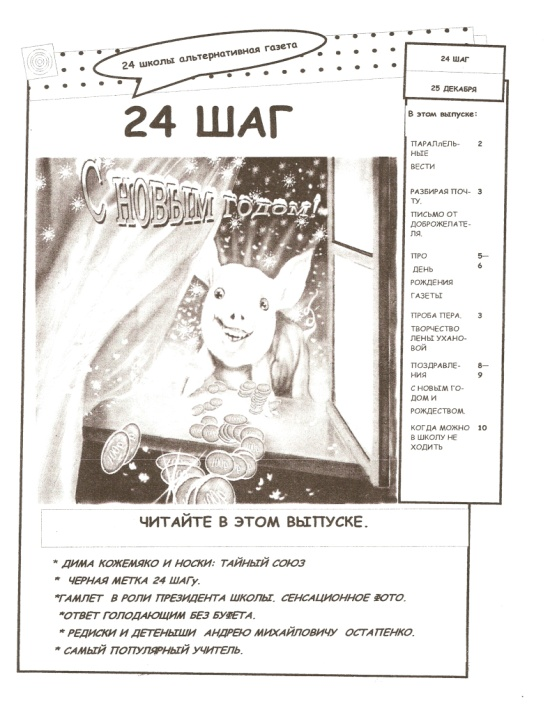 24 школы альтернативная газета
24 ШАГ
25 ДЕКАБРЯ
24 ШАГ
С НОВЫМ ГОДОМ!
В этом выпуске:
ПАРАЛлЕЛЬ- 2
НЫЕ
ВЕСТИ
РАЗБИРАЯ ПОЧ- 3
ТУ.
ПИСЬМО ОТ
ДОБРОЖЕЛАТЕ-
ЛЯ.
ПРО 5—
ДЕНЬ 6
РОЖДЕНИЯ
ГАЗЕТЫ
ПРОБА ПЕРА. 3
ТВОРЧЕСТВО
ЛЕНЫ УХАНО-
ВОЙ
ПОЗДРАВЛЕ- 8—
НИЯ 9
С НОВЫМ ГО-
ДОМ И
РОЖДЕСТВОМ.
КОГДА МОЖНО 10
В ШКОЛУ НЕ
ХОДИТЬ
ЧИТАЙТЕ В ЭТОМ ВЫПУСКЕ.
* ДИМА КОЖЕМЯКО И НОСКИ: ТАЙНЫЙ СОЮЗ
* ЧЕРНАЯ МЕТКА 24 ШАГу.
*ГАМЛЕТ В РОЛИ ПРЕЗИДЕНТА ШКОЛЫ. СЕНСАЦИОННОЕ ФОТО.
*ОТВЕТ ГОЛОДАЮЩИМ БЕЗ БУФЕТА.
* РЕДИСКИ И ДЕТЕНЫШИ АНДРЕЮ МИХАЙЛОВИЧУ ОСТАПЕНКО.
* САМЫЙ ПОПУЛЯРНЫЙ УЧИТЕЛЬ.